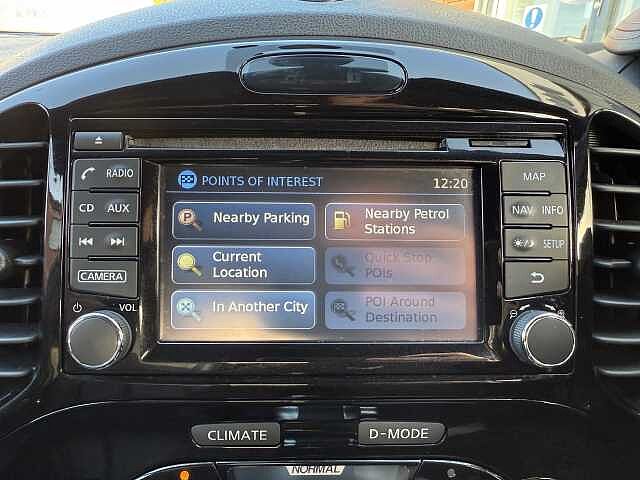 RADIO
CD AUX
CAMERA
VOL
POINTS OF INTEREST 12:20
P Nearby Parking
Nearby Petrol
Stations
Current
Location
Quick Stop
POIs
In Another City
POI Around
Destination
MAP
NAV INFO
SETUP
CLIMATE
D-MODE
NORMAL